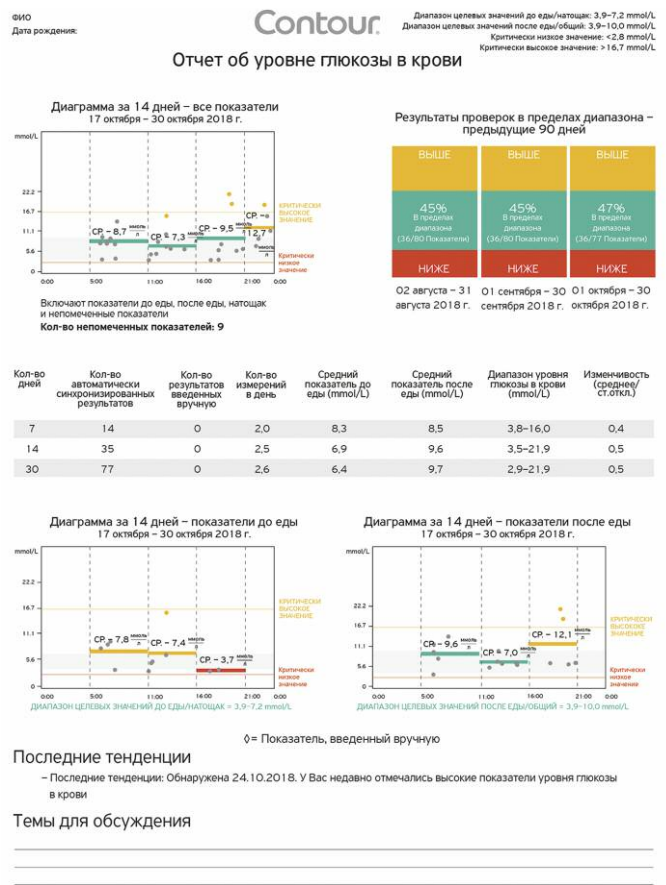 ФИО
Дата рождения:
Contour
Диапазон целевых значений до еды/натощак: 3,9–7,2 mmol/L
Диапазон целевых значений после еды/общий: 3,9–10,0 mmol/L
Критически низкое значение: <2,8 mmol/L
Критически высокое значение: >16,7 mmol/L
Отчет об уровне глюкозы в крови
Диаграмма за 14 дней – все показатели
17 октября – 30 октября 2018 г.
mmol/L
22.2
16.7
11.1
5.6
0
СР. – 8,7 ммоль л
СР. – 7,3 ммоль л
СР. – 9,5 ммоль л
СР. –
12,7 ммоль л
КРИТИЧЕСКИ
ВЫСОКОЕ
ЗНАЧЕНИЕ
Критически
низкое
значение
0:00 5:00 11:00 16:00 21:00 0:00
Включают показатели до еды, после еды, натощак
и непомеченные показатели
Кол-во непомеченных показателей: 9
Результаты проверок в пределах диапазона –
предыдущие 90 дней
ВЫШЕ ВЫШЕ ВЫШЕ
45% 45% 47%
В пределах В пределах В пределах
диапазона диапазона диапазона
(36/80 Показатели) (36/80 Показатели) (36/77 Показатели)
НИЖЕ НИЖЕ НИЖЕ
02 августа – 31 01 сентября – 30 01 октября – 30
августа 2018 г. сентября 2018 г. октября 2018 г.
Кол-во дней
Кол-во автоматически синхронизированных результатов
Кол-во результатов введенных вручную
Кол-во измерений в день
Средний показатель до еды (mmol/L)
Средний показатель после еды (mmol/L)
Диапазон уровня глюкозы в крови (mmol/L)
Изменчивость (среднее/ ст.откл.)
7 14 0 2,0 8,3 8,5 3,8–16,0 0,4
14 35 0 2,5 6,9 9,6 3,5–21,9 0,5
30 77 0 2,6 6,4 9,7 2,9–21,9 0,5
Диаграмма за 14 дней – показатели до еды
17 октября – 30 октября 2018 г.
mmol/L
22.2
16.7
11.1
5.6
0
СР. – 7,8 ммоль л
СР. – 7,4 ммоль л
СР. – 3,7 ммоль л
КРИТИЧЕСКИ
ВЫСОКОЕ
ЗНАЧЕНИЕ
Критически
низкое
значение
0:00 5:00 11:00 16:00 21:00 0:00
ДИАПАЗОН ЦЕЛЕВЫХ ЗНАЧЕНИЙ ДО ЕДЫ/НАТОЩАК = 3,9–7,2 mmol/L
Диаграмма за 14 дней – показатели после еды
17 октября – 30 октября 2018 г.
mmol/L
22.2
16.7
11.1
5.6
0
СР. – 9,6 ммоль л
СР. – 7,0 ммоль л
СР. – 12,1 ммоль л
КРИТИЧЕСКИ
ВЫСОКОЕ
ЗНАЧЕНИЕ
Критически
низкое
значение
0:00 5:00 11:00 16:00 21:00 0:00
ДИАПАЗОН ЦЕЛЕВЫХ ЗНАЧЕНИЙ ПОСЛЕ ЕДЫ/ОБЩИЙ = 3,9–10,0 mmol/L
◊= Показатель, введенный вручную
Последние тенденции
– Последние тенденции: Обнаружена 24.10.2018. У Вас недавно отмечались высокие показатели уровня глюкозы
в крови
Темы для обсуждения